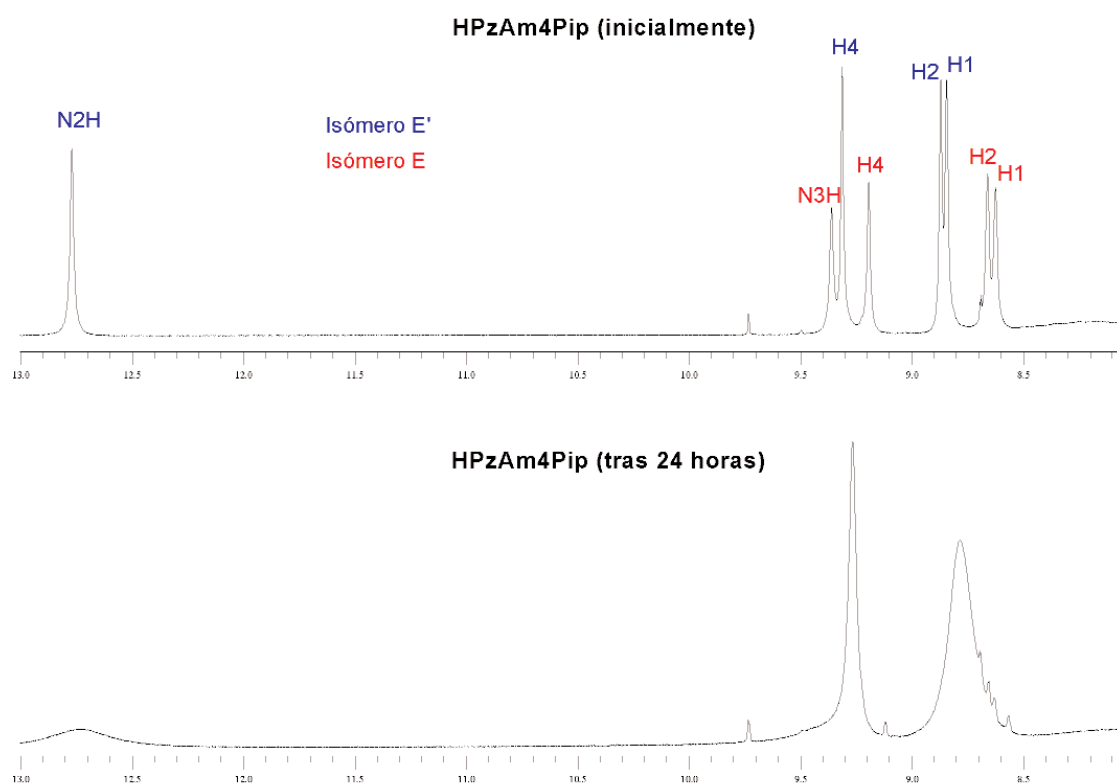 HPzAm4Pip (inicialmente)
H4
H2 H1
N2H
Isómero E'
Isómero E
H4
H2
H1
N3H
13.0 12.5 12.0 11.5 11.0 10.5 10.0 9.5 9.0 8.5
HPzAm4Pip (tras 24 horas)
13.0 12.5 12.0 11.5 11.0 10.5 10.0 9.5 9.0 8.5